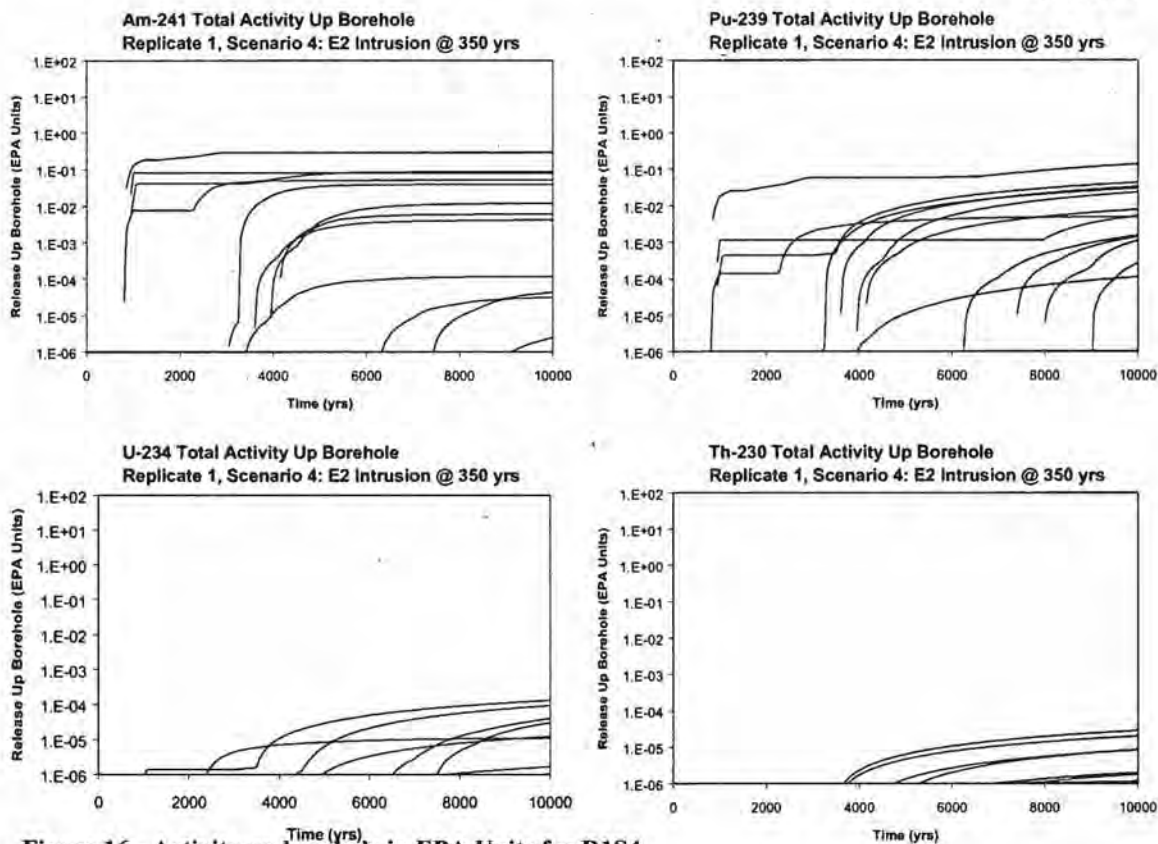 Am-241 Total Activity Up Borehole
Replicate 1, Scenario 4: E2 Intrusion @ 350 yrs
Release Up Borehole (EPA Units)
1.E+02
1.E+01
1.E+00
1.E-01
1.E-02
1.E-03
1.E-04
1.E-05
1.E-06
0 2000 4000 6000 8000 10000
Time (yrs)
Pu-239 Total Activity Up Borehole
Replicate 1, Scenario 4: E2 Intrusion @ 350 yrs
Release Up Borehole (EPA Units)
1.E+02
1.E+01
1.E+00
1.E-01
1.E-02
1.E-03
1.E-04
1.E-05
1.E-06
0 2000 4000 6000 8000 10000
Time (yrs)
U-234 Total Activity Up Borehole
Replicate 1, Scenario 4: E2 Intrusion @ 350 yrs
Release Up Borehole (EPA Units)
1.E+02
1.E+01
1.E+00
1.E-01
1.E-02
1.E-03
1.E-04
1.E-05
1.E-06
0 2000 4000 6000 8000 10000
Time (yrs)
Th-230 Total Activity Up Borehole
Replicate 1, Scenario 4: E2 Intrusion @ 350 yrs
Release Up Borehole (EPA Units)
1.E+02
1.E+01
1.E+00
1.E-01
1.E-02
1.E-03
1.E-04
1.E-05
1.E-06
0 2000 4000 6000 8000 10000
Time (yrs)